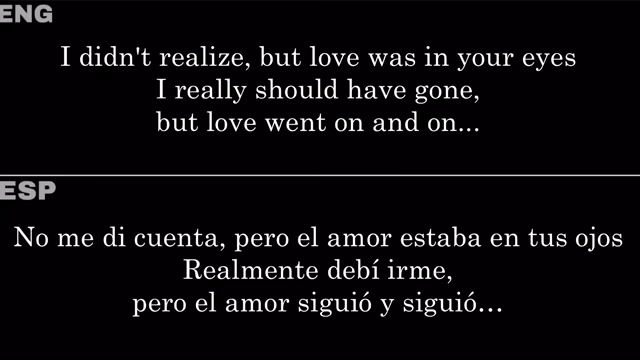 ENG
I didn't realize, but love was in your eyes
I really should have gone,
but love went on and on...
ESP
No me di cuenta, pero el amor estaba en tus ojos
Realmente debí irme,
pero el amor siguió y siguió...